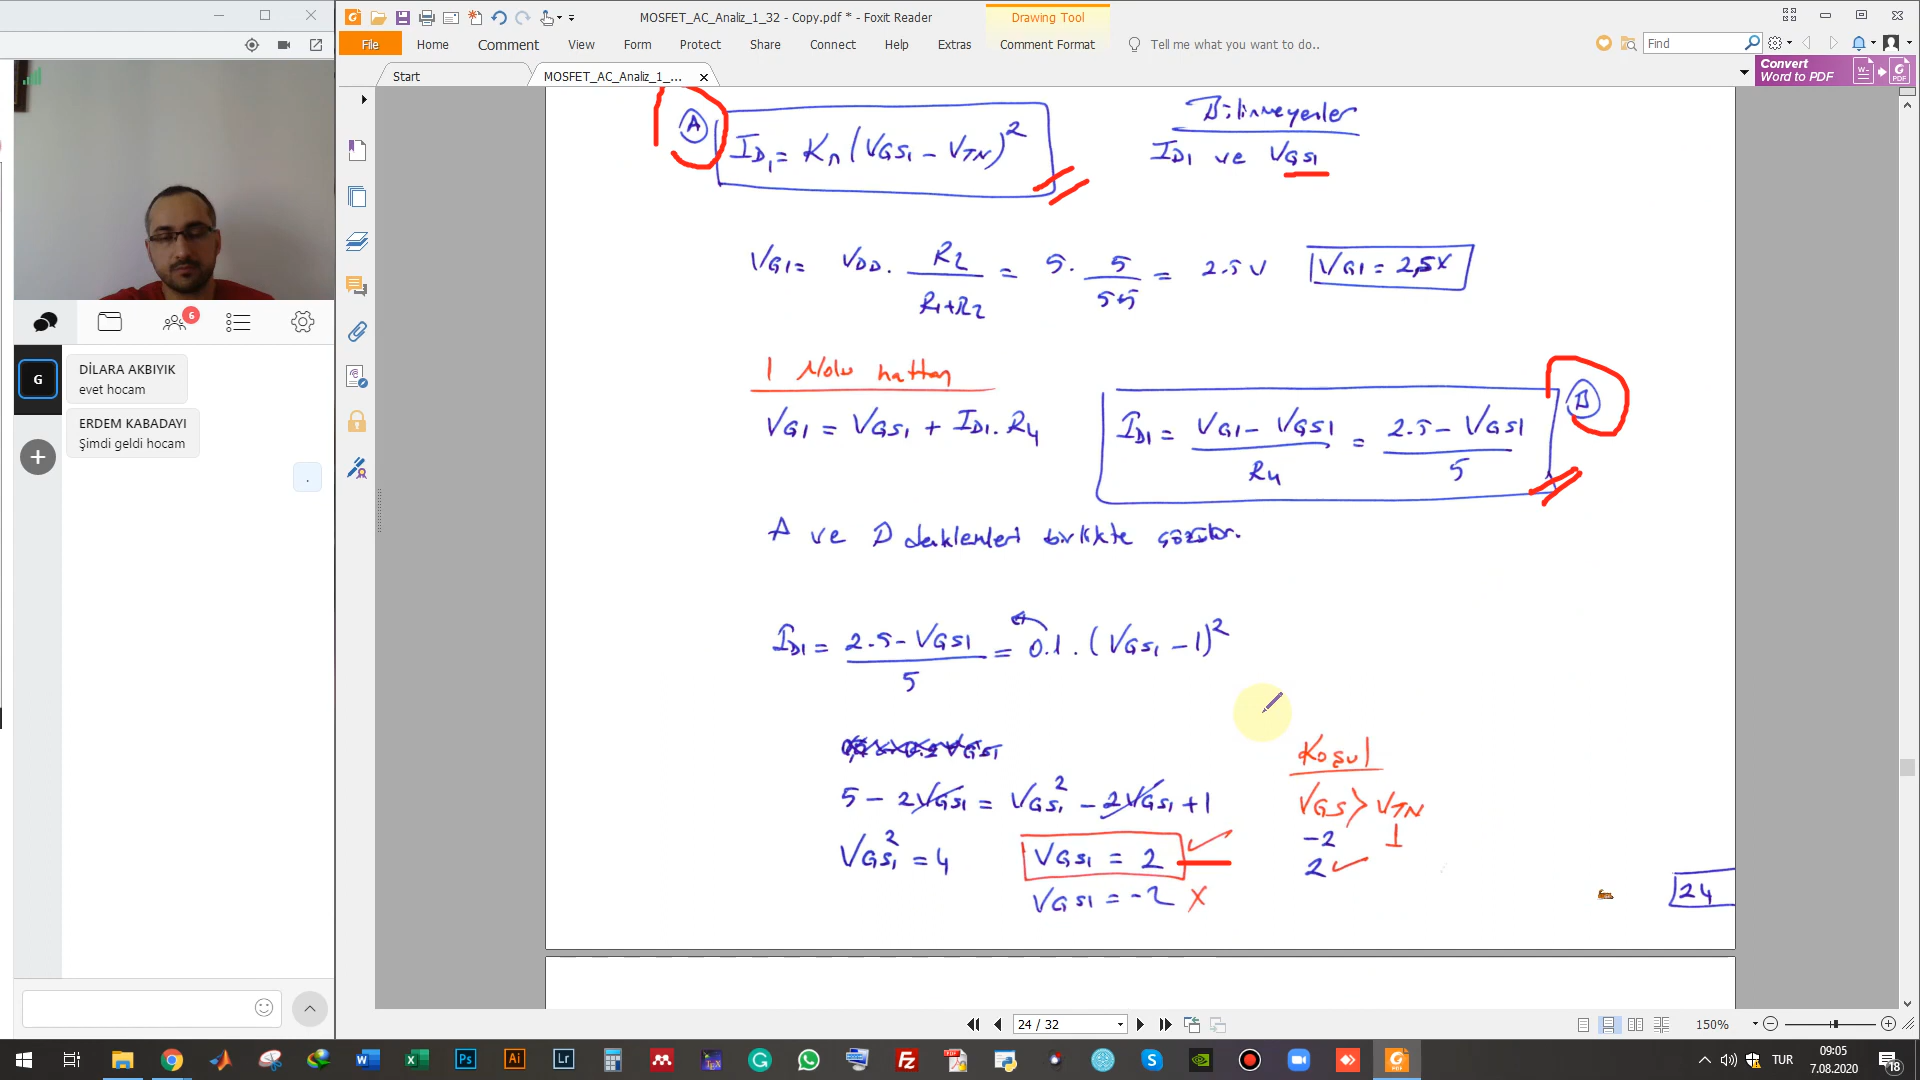 MOSFET_AC_Analiz_1_32 - Copy.pdf * - Foxit Reader
Drawing Tool
File Home Comment View Form Protect Share Connect Help Extras Comment Format Tell me what you want to do.. Find
Start
MOSFET_AC_Analiz_1_...
Convert
Word to PDF
A ID1 = Kn (VGS1 - VTN)²
Bilinmeyenler
ID1 ve VGS1
VG1 = VDD . R2 / R1+R2 = 5 . 5 / 5+5 = 2.5 V
VG1 = 2,5V
1 Nolu hattan
VG1 = VGS1 + ID1 . R4
ID1 = VG1 - VGS1 / R4 = 2.5 - VGS1 / 5 B
A ve B denklemleri birlikte çözülür.
ID1 = 2.5 - VGS1 / 5 = 0.1 . (VGS1 - 1)²
5 - 2VGS1 = VGS1² - 2VGS1 + 1
VGS1² = 4
VGS1 = 2
VGS1 = -2 X
Koşul
VGS > VTN
-2 1
2
24
6
G
DİLARA AKBIYIK
evet hocam
ERDEM KABADAYI
Şimdi geldi hocam
.
24 / 32
150%
TUR
09:05
7.08.2020
18